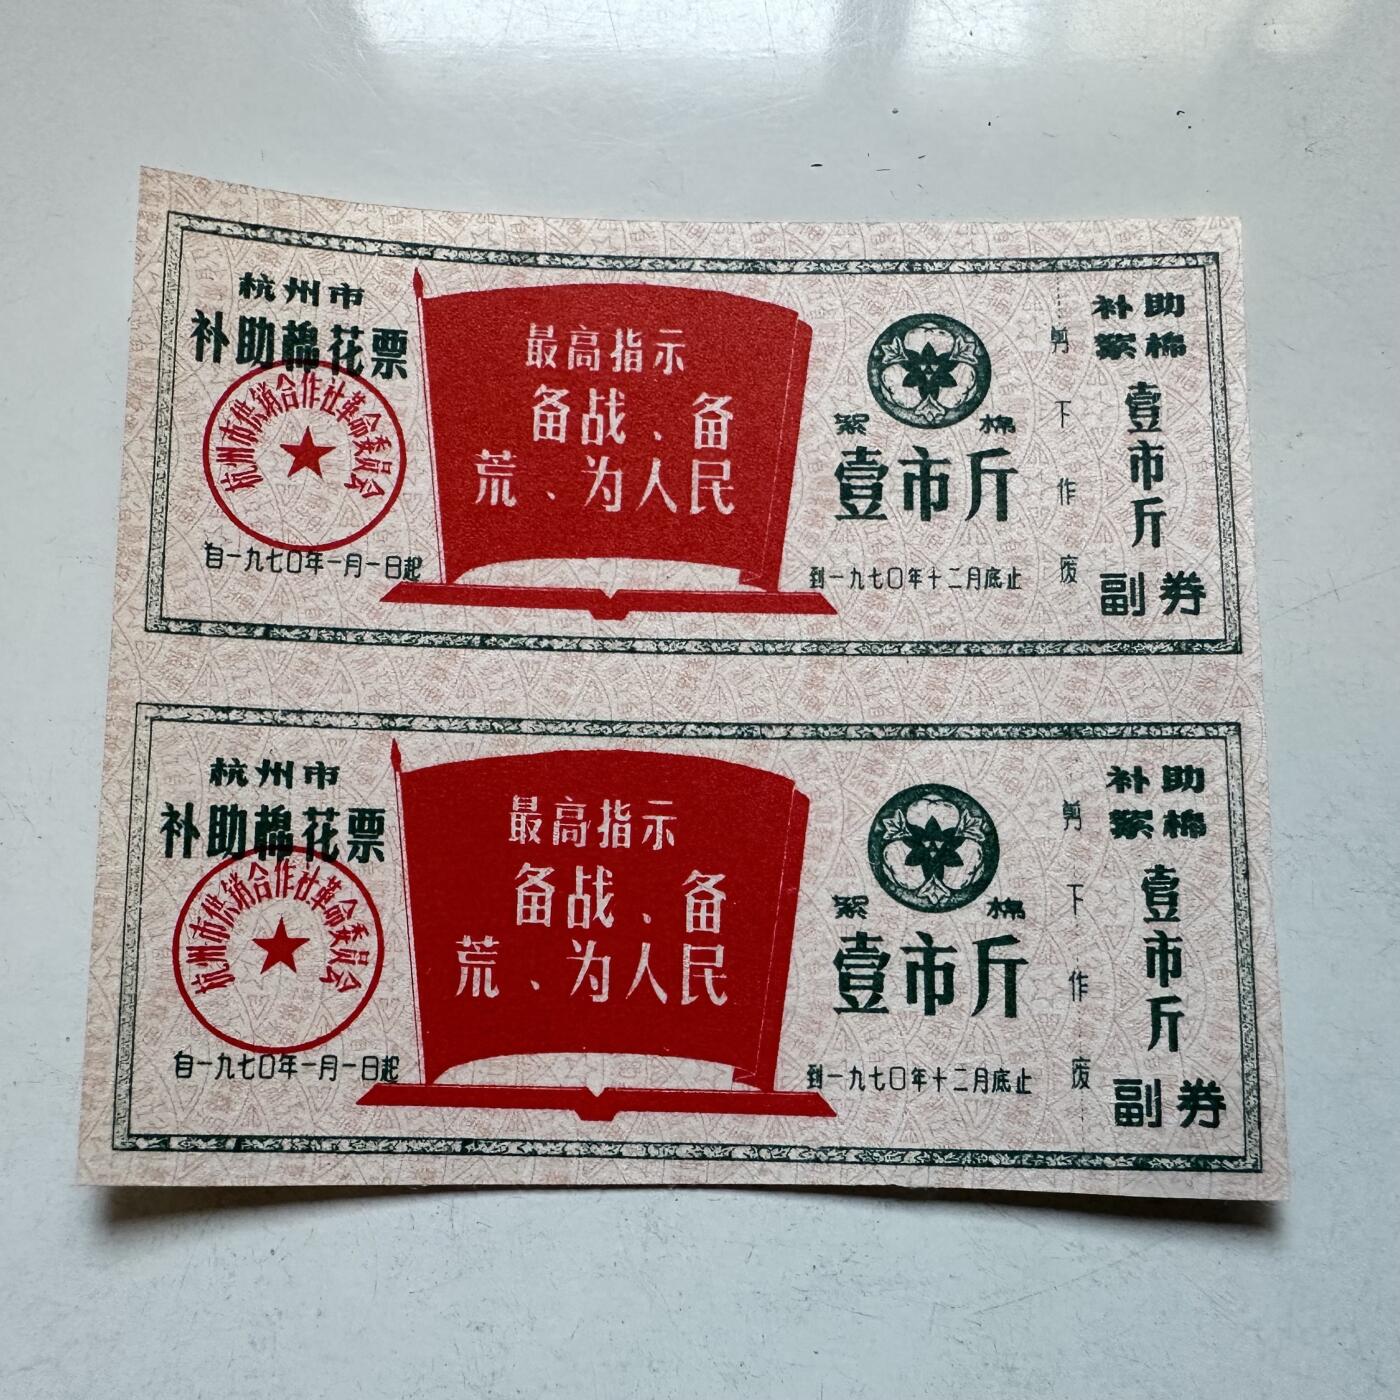 杭州市
补助棉花票
杭州市供销合作社革命委员会
自一九七〇年一月一日起
最高指示
备战、备
荒、为人民
絮棉
壹市斤
到一九七〇年十二月底止
剪下作废
补助
絮棉
壹市斤
副券
杭州市
补助棉花票
杭州市供销合作社革命委员会
自一九七〇年一月一日起
最高指示
备战、备
荒、为人民
絮棉
壹市斤
到一九七〇年十二月底止
剪下作废
补助
絮棉
壹市斤
副券